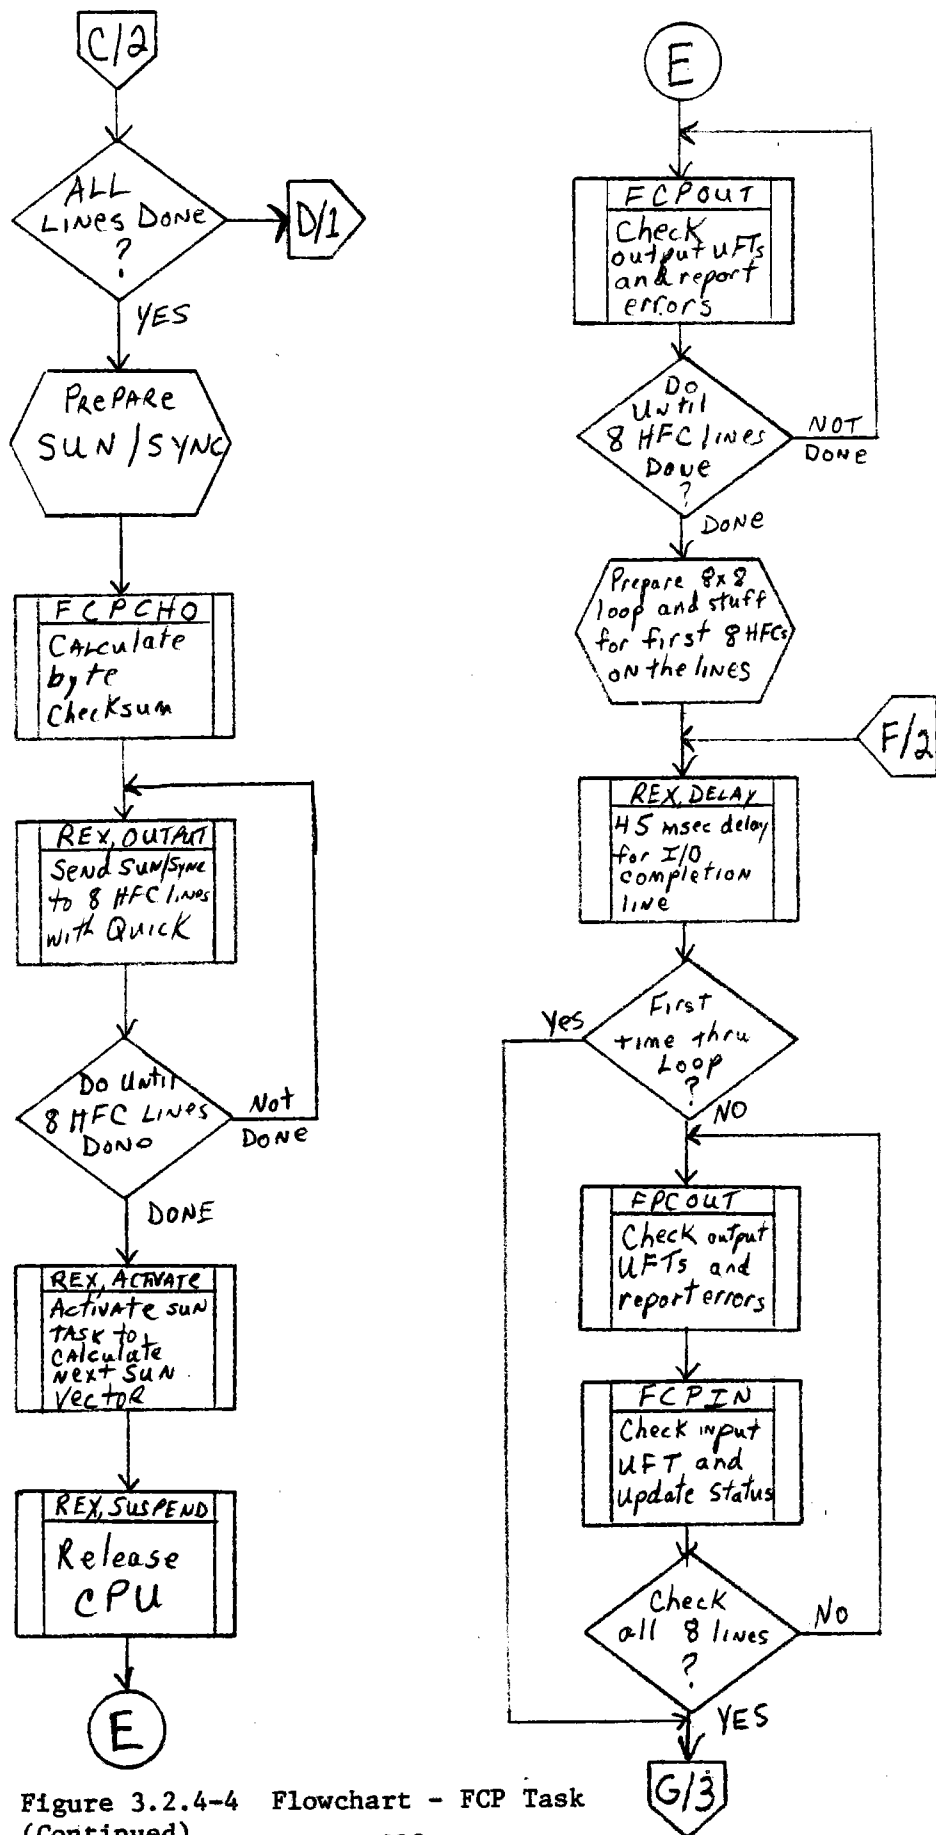 C/2
ALL
LINES DONE
?
D/1
YES
PREPARE
SUN/SYNC
FCPCHO
CALculate
byte
Checksum
REX,OUTPUT
Send SUN/SYNC
to 8 HFC lines
with QUICK
Do Until
8 HFC LINES
DONO
Not
DONE
DONE
REX,ACTIVATE
ACTIVATE SUN
TASK to
CAlculate
NEXT SUN
VECTOR
REX,SUSPEND
Release
CPU
E
E
FCPOUT
Check
output UFTs
and report
errors
DO
Until
8 HFC lines
DONE
?
NOT
DONE
DONE
Prepare 8x8
loop and stuff
for first 8 HFCs
ON the LINES
F/2
REX,DELAY
45 msec delay
for I/O
completion
line
First
time thru
Loop
?
Yes
NO
FPCOUT
Check output
UFTs and
report errors
FCPIN
Check input
UFT and
update status
Check
all 8 lines
?
NO
YES
G/3
Figure 3.2.4-4 Flowchart - FCP Task
(Continued)